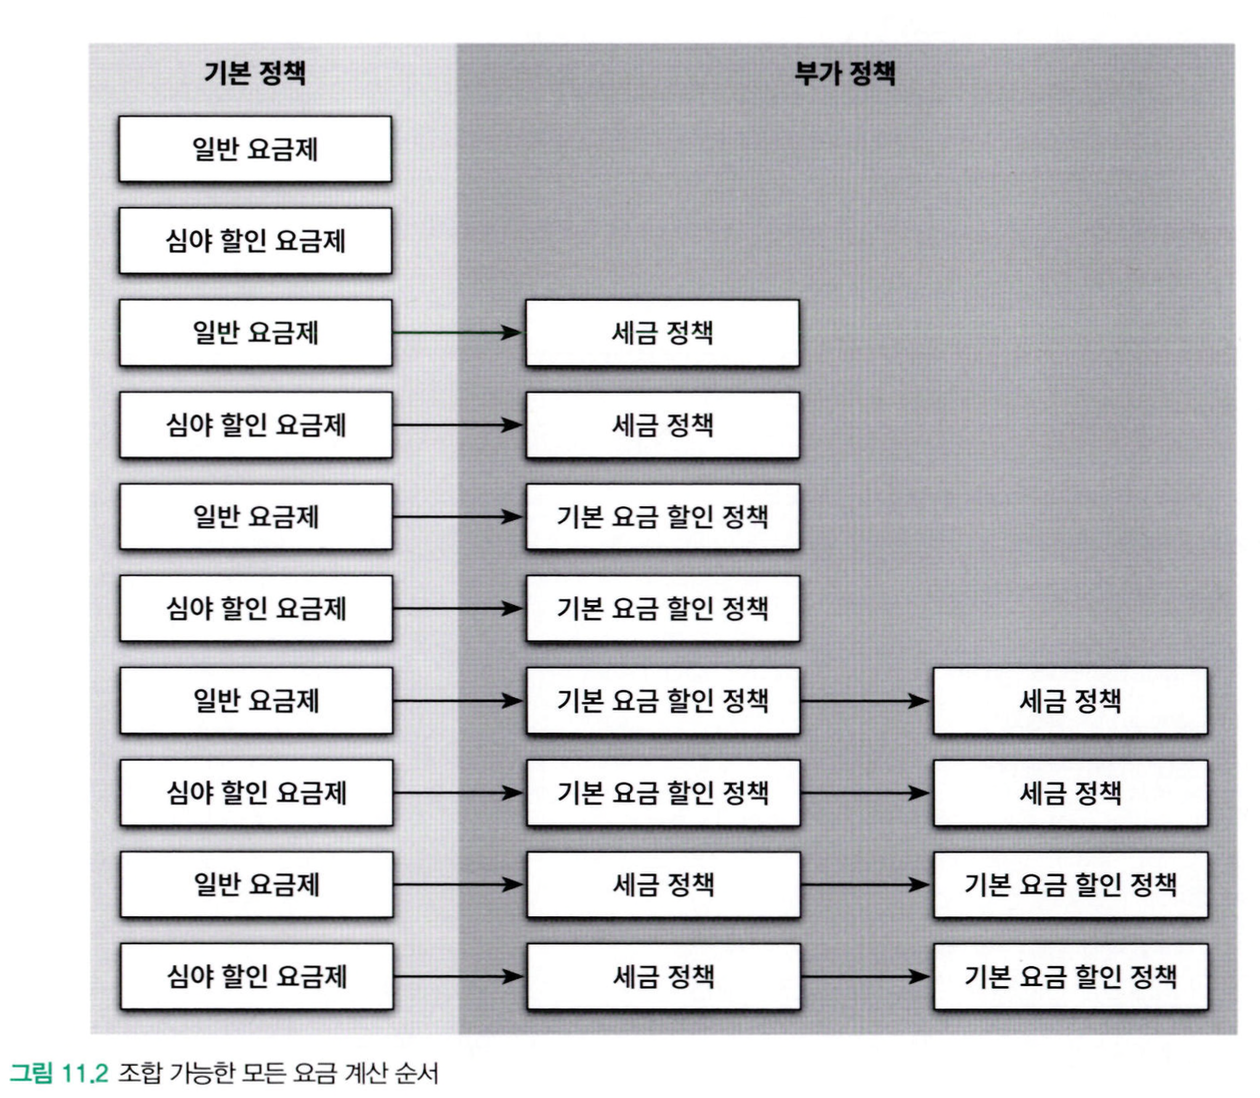 기본 정책 부가 정책
일반 요금제
심야 할인 요금제
일반 요금제 세금 정책
심야 할인 요금제 세금 정책
일반 요금제 기본 요금 할인 정책
심야 할인 요금제 기본 요금 할인 정책
일반 요금제 기본 요금 할인 정책 세금 정책
심야 할인 요금제 기본 요금 할인 정책 세금 정책
일반 요금제 세금 정책 기본 요금 할인 정책
심야 할인 요금제 세금 정책 기본 요금 할인 정책
그림 11.2 조합 가능한 모든 요금 계산 순서